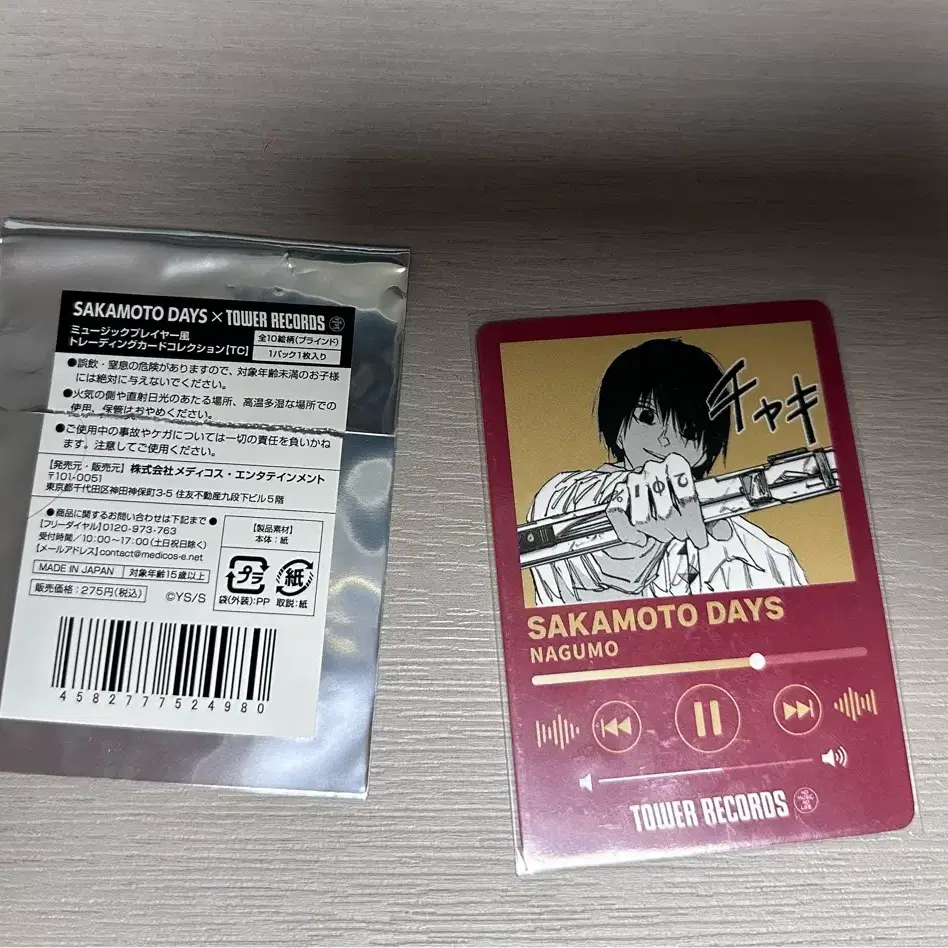 SAKAMOTO DAYS × TOWER RECORDS
ミュージックプレイヤー風
トレーディングカードコレクション【TC】
全10絵柄(ブラインド)
1パック1枚入り
●誤飲・窒息の危険がありますので、対象年齢未満のお子様
には絶対に与えないでください。
●火気の側や直射日光のあたる場所、高温多湿な場所での
使用、保管はおやめください。
●ご使用中の事故やケガについては一切の責任を負いかね
ます。注意してご使用ください。
【発売元・販売元】株式会社メディコス・エンタテインメント
〒101-0051
東京都千代田区神田神保町3-5 住友不動産九段下ビル5階
●商品に関するお問い合わせは下記まで●
【フリーダイヤル】0120-973-763
受付時間/10:00〜17:00(土日祝日除く)
【メールアドレス】contact@medicos-e.net
MADE IN JAPAN
対象年齢15歳以上
販売価格:275円(税込)
©YS/S
【製品素材】
本体:紙
プラ
紙
袋(外装):PP
取説:紙
4582777524980
チャキ
SAKAMOTO DAYS
NAGUMO
TOWER RECORDS
NO
MUSIC
NO
LIFE